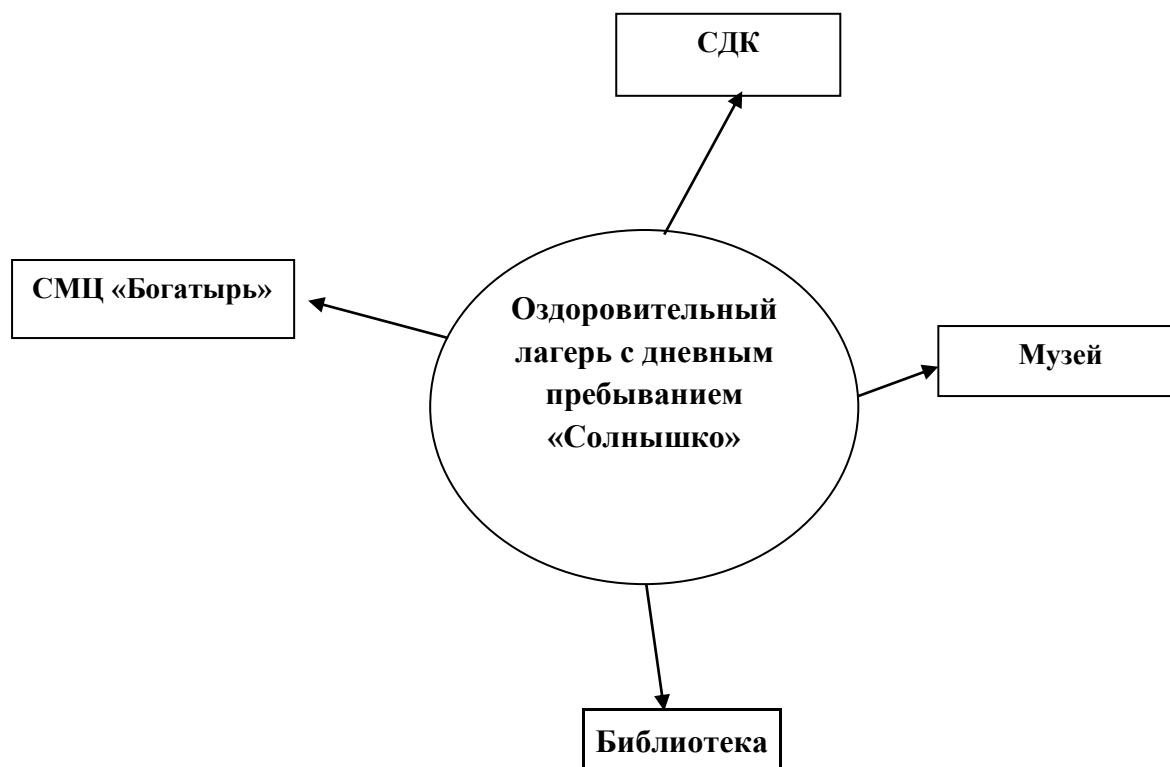 СДК
СМЦ «Богатырь»
Оздоровительный
лагерь с дневным
пребыванием
«Солнышко»
Музей
Библиотека